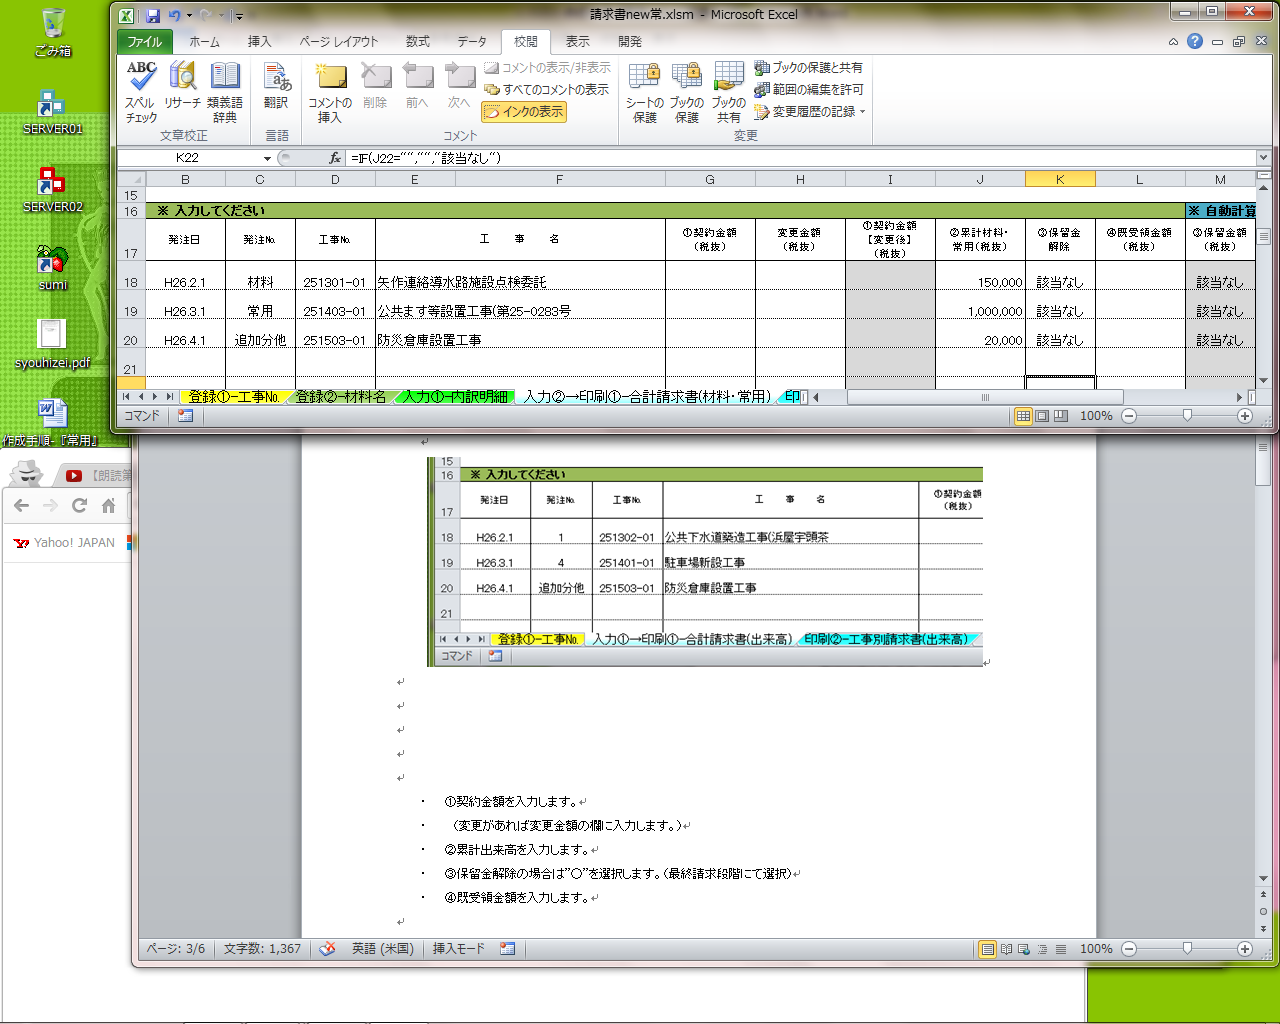 ごみ箱
SERVER01
SERVER02
sumi
syouhizei.pdf
作成手順-『常用』
請求書new常.xlsm - Microsoft Excel
ファイル ホーム 挿入 ページ レイアウト 数式 データ 校閲 表示 開発
ABC
スペル チェック
リサーチ
類義語 辞典
翻訳
コメントの 挿入
削除
前へ
次へ
コメントの表示/非表示
すべてのコメントの表示
インクの表示
シートの 保護
ブックの 保護
ブックの 共有
ブックの保護と共有
範囲の編集を許可
変更履歴の記録
文章校正 言語 コメント 変更
K22 fx =IF(J22="","","該当なし")
B C D E F G H I J K L M
15
16 ※ 入力してください ※ 自動計算
17 発注日 発注No. 工事No. 工 事 名 ①契約金額 (税抜) 変更金額 (税抜) ①契約金額 【変更後】 (税抜) ②累計材料・ 常用(税抜) ③保留金 解除 ④既受領金額 (税抜) ③保留金額 (税抜)
18 H26.2.1 材料 251301-01 矢作連絡導水路施設点検委託 150,000 該当なし 該当なし
19 H26.3.1 常用 251403-01 公共ます等設置工事(第25-0283号 1,000,000 該当なし 該当なし
20 H26.4.1 追加分他 251503-01 防災倉庫設置工事 20,000 該当なし 該当なし
21
登録①-工事No. 登録②-材料名 入力①-内訳明細 入力②→印刷①-合計請求書(材料・常用) 印
コマンド 100%
【朗読第
Yahoo! JAPAN
15
16 ※ 入力してください
17 発注日 発注No. 工事No. 工 事 名 ①契約金額 (税抜)
18 H26.2.1 1 251302-01 公共下水道築造工事(浜屋宇頭茶
19 H26.3.1 4 251401-01 駐車場新設工事
20 H26.4.1 追加分他 251503-01 防災倉庫設置工事
21
登録①-工事No. 入力①→印刷①-合計請求書(出来高) 印刷②-工事別請求書(出来高)
コマンド
・ ①契約金額を入力します。
・ (変更があれば変更金額の欄に入力します。)
・ ②累計出来高を入力します。
・ ③保留金解除の場合は”○”を選択します。(最終請求段階にて選択)
・ ④既受領金額を入力します。
ページ: 3/6 文字数: 1,367 英語 (米国) 挿入モード 100%